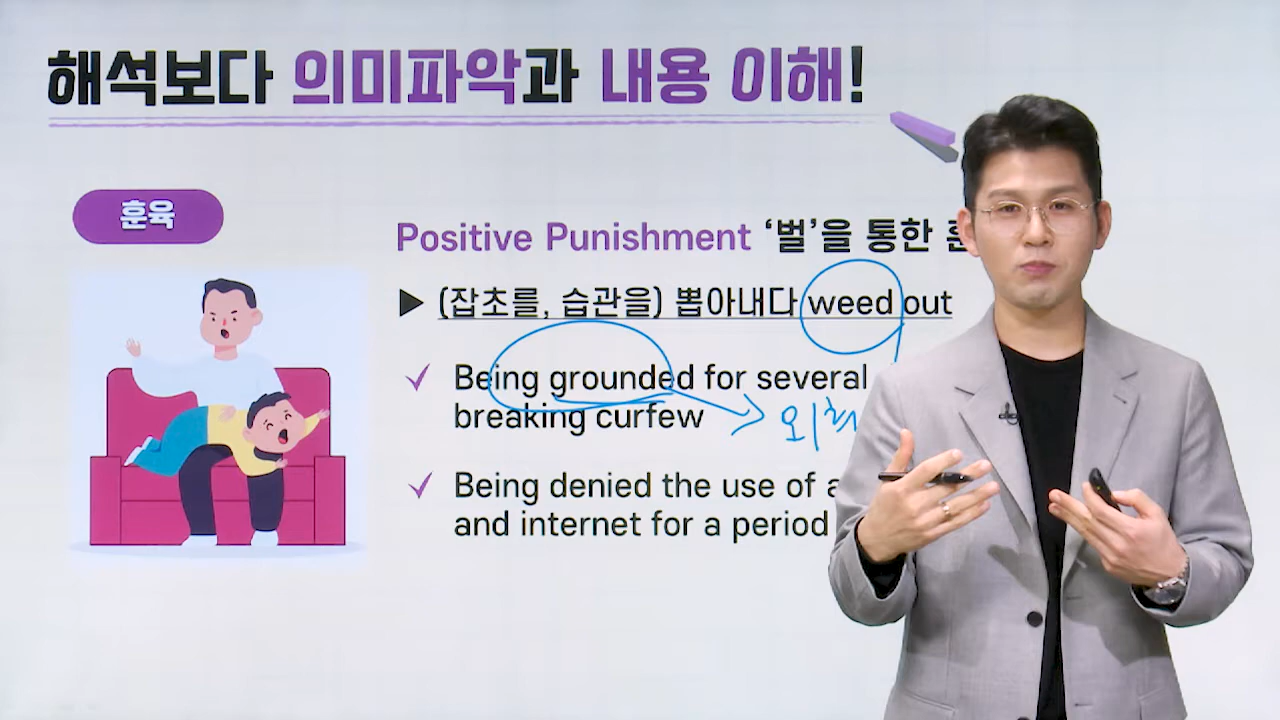 해석보다 의미파악과 내용 이해!
훈육
Positive Punishment ‘벌’을 통한
▶ (잡초를, 습관을) 뽑아내다 weed out
✓ Being grounded for several
breaking curfew
✓ Being denied the use of a
and internet for a period